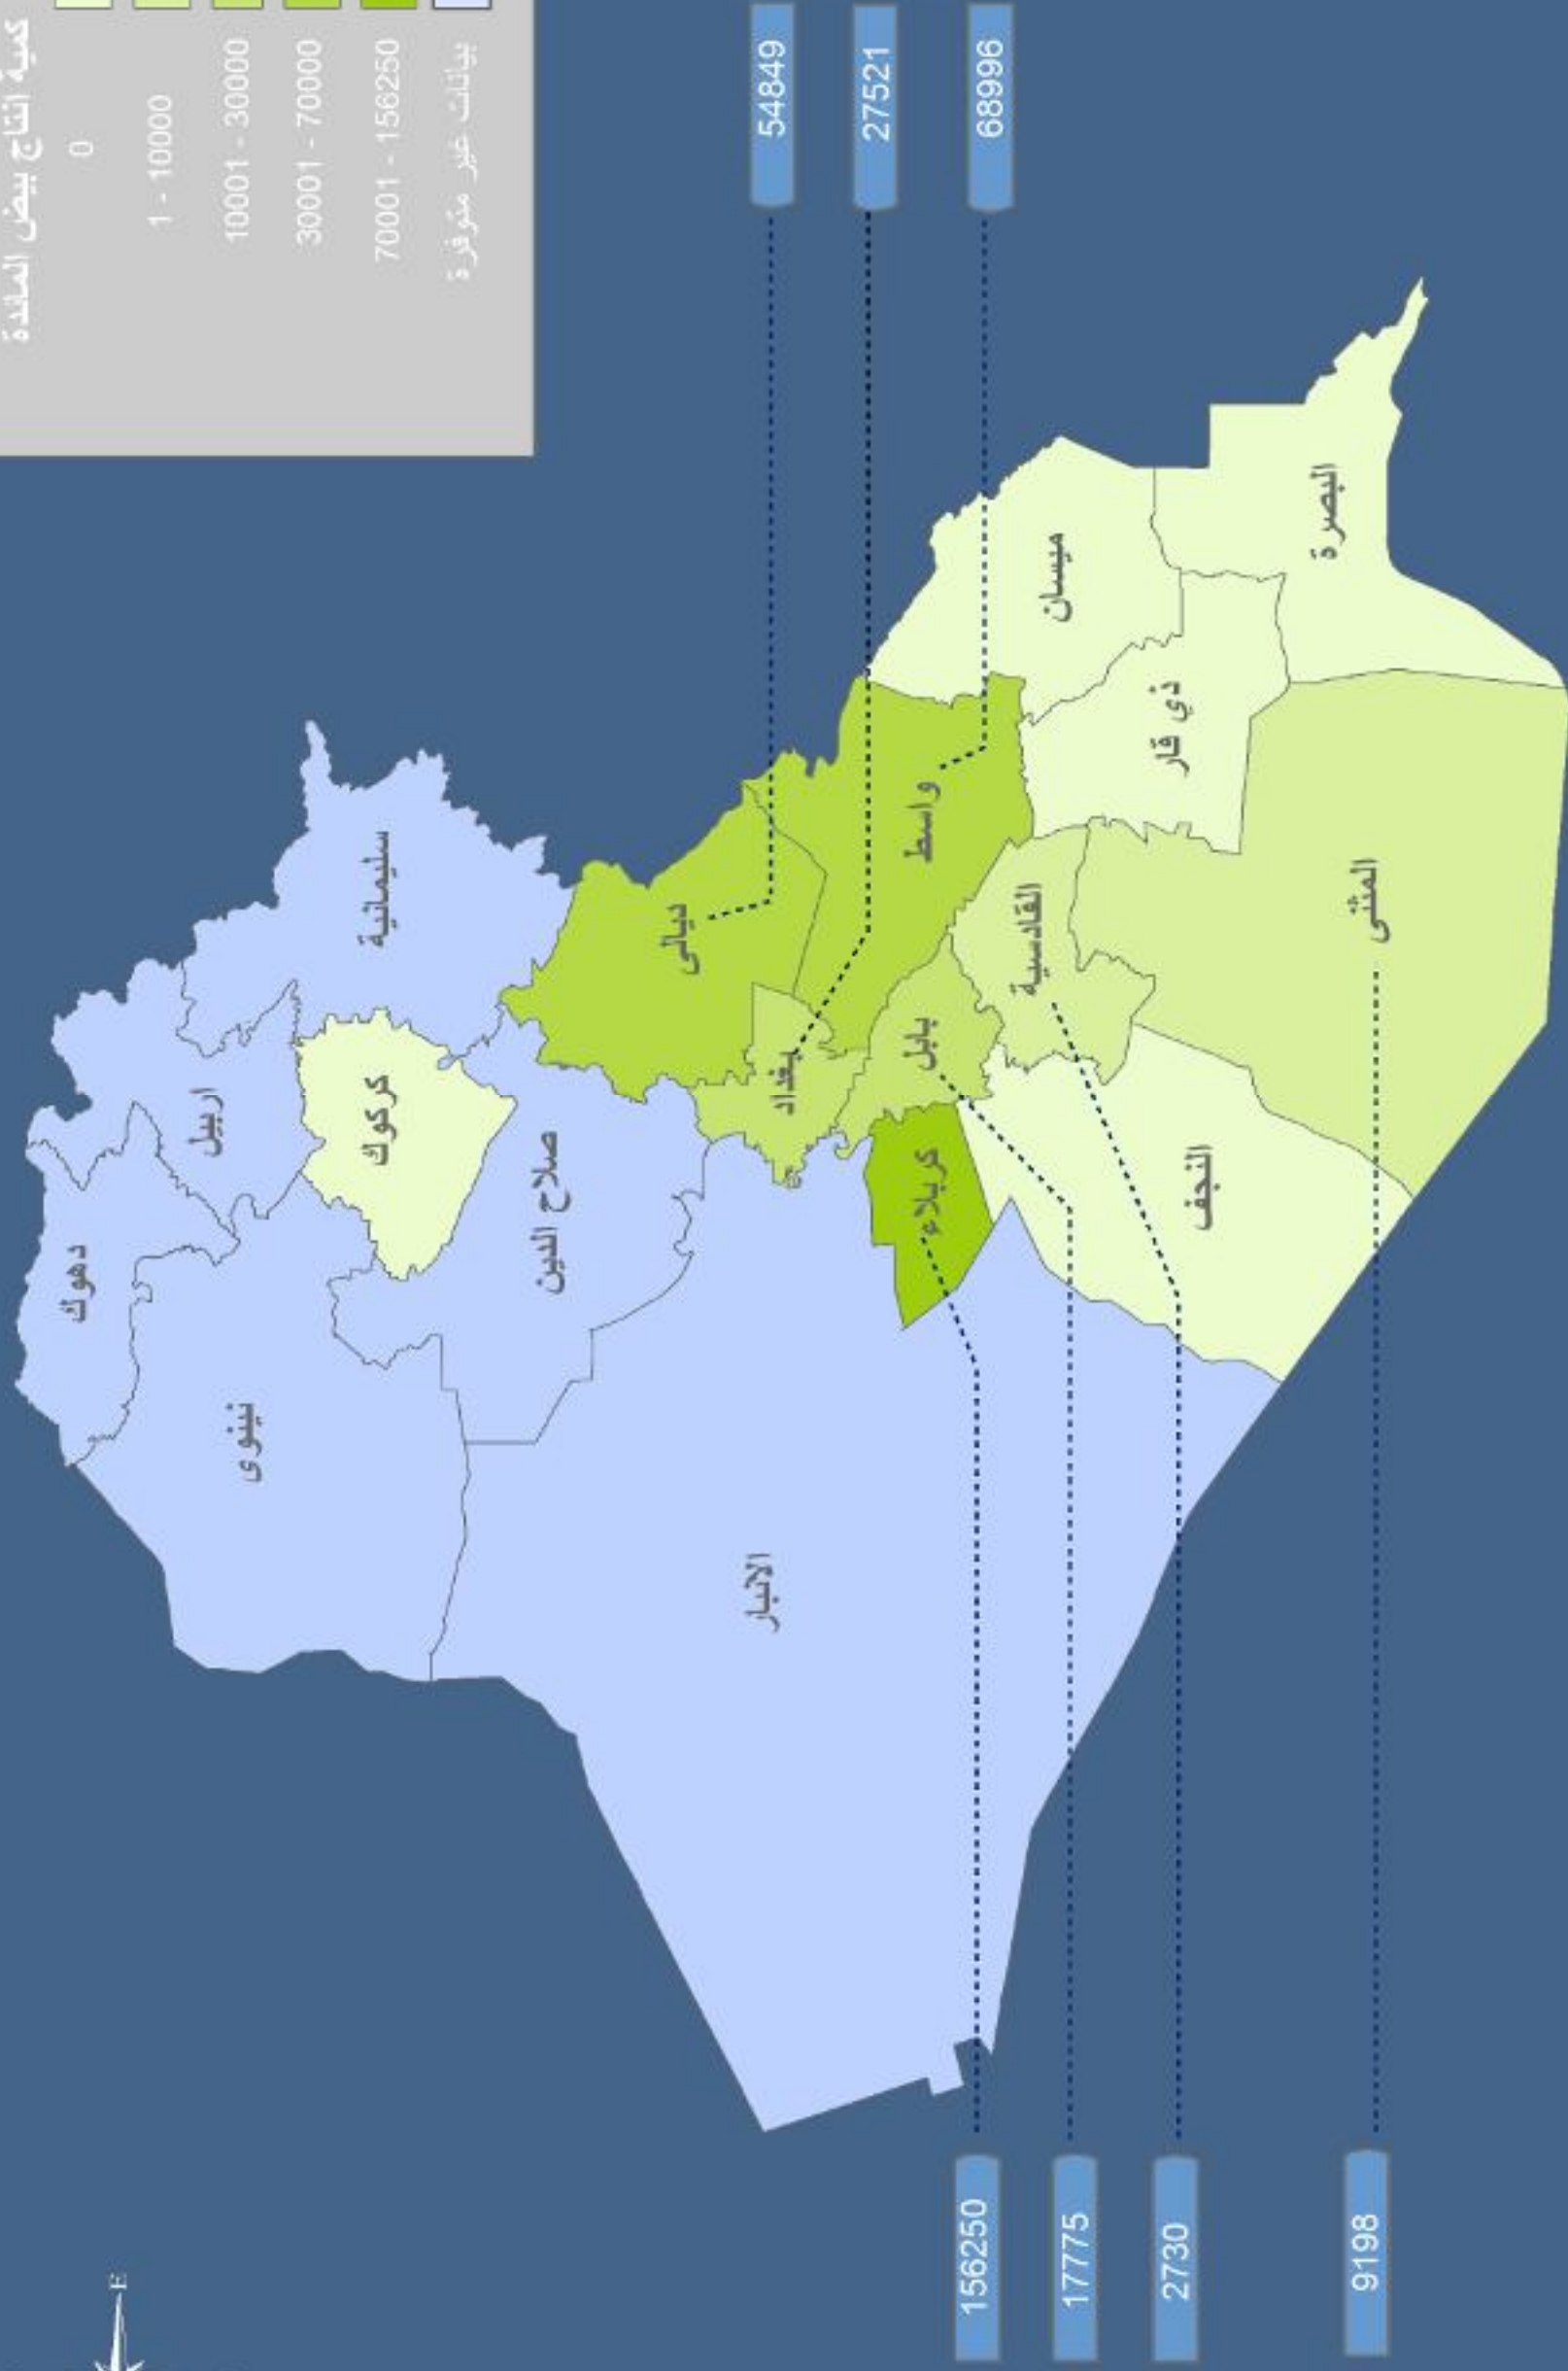 كمية انتاج بيض المائدة
0
1 - 10000
10001 - 30000
30001 - 70000
70001 - 156250
بيانات غير متوفرة
E
دهوك
اربيل
نينوى
سليمانية
كركوك
صلاح الدين
ديالى
الانبار
بغداد
واسط
بابل
كربلاء
القادسية
ميسان
ذي قار
النجف
المثنى
البصرة
54849
27521
68996
156250
17775
2730
9198